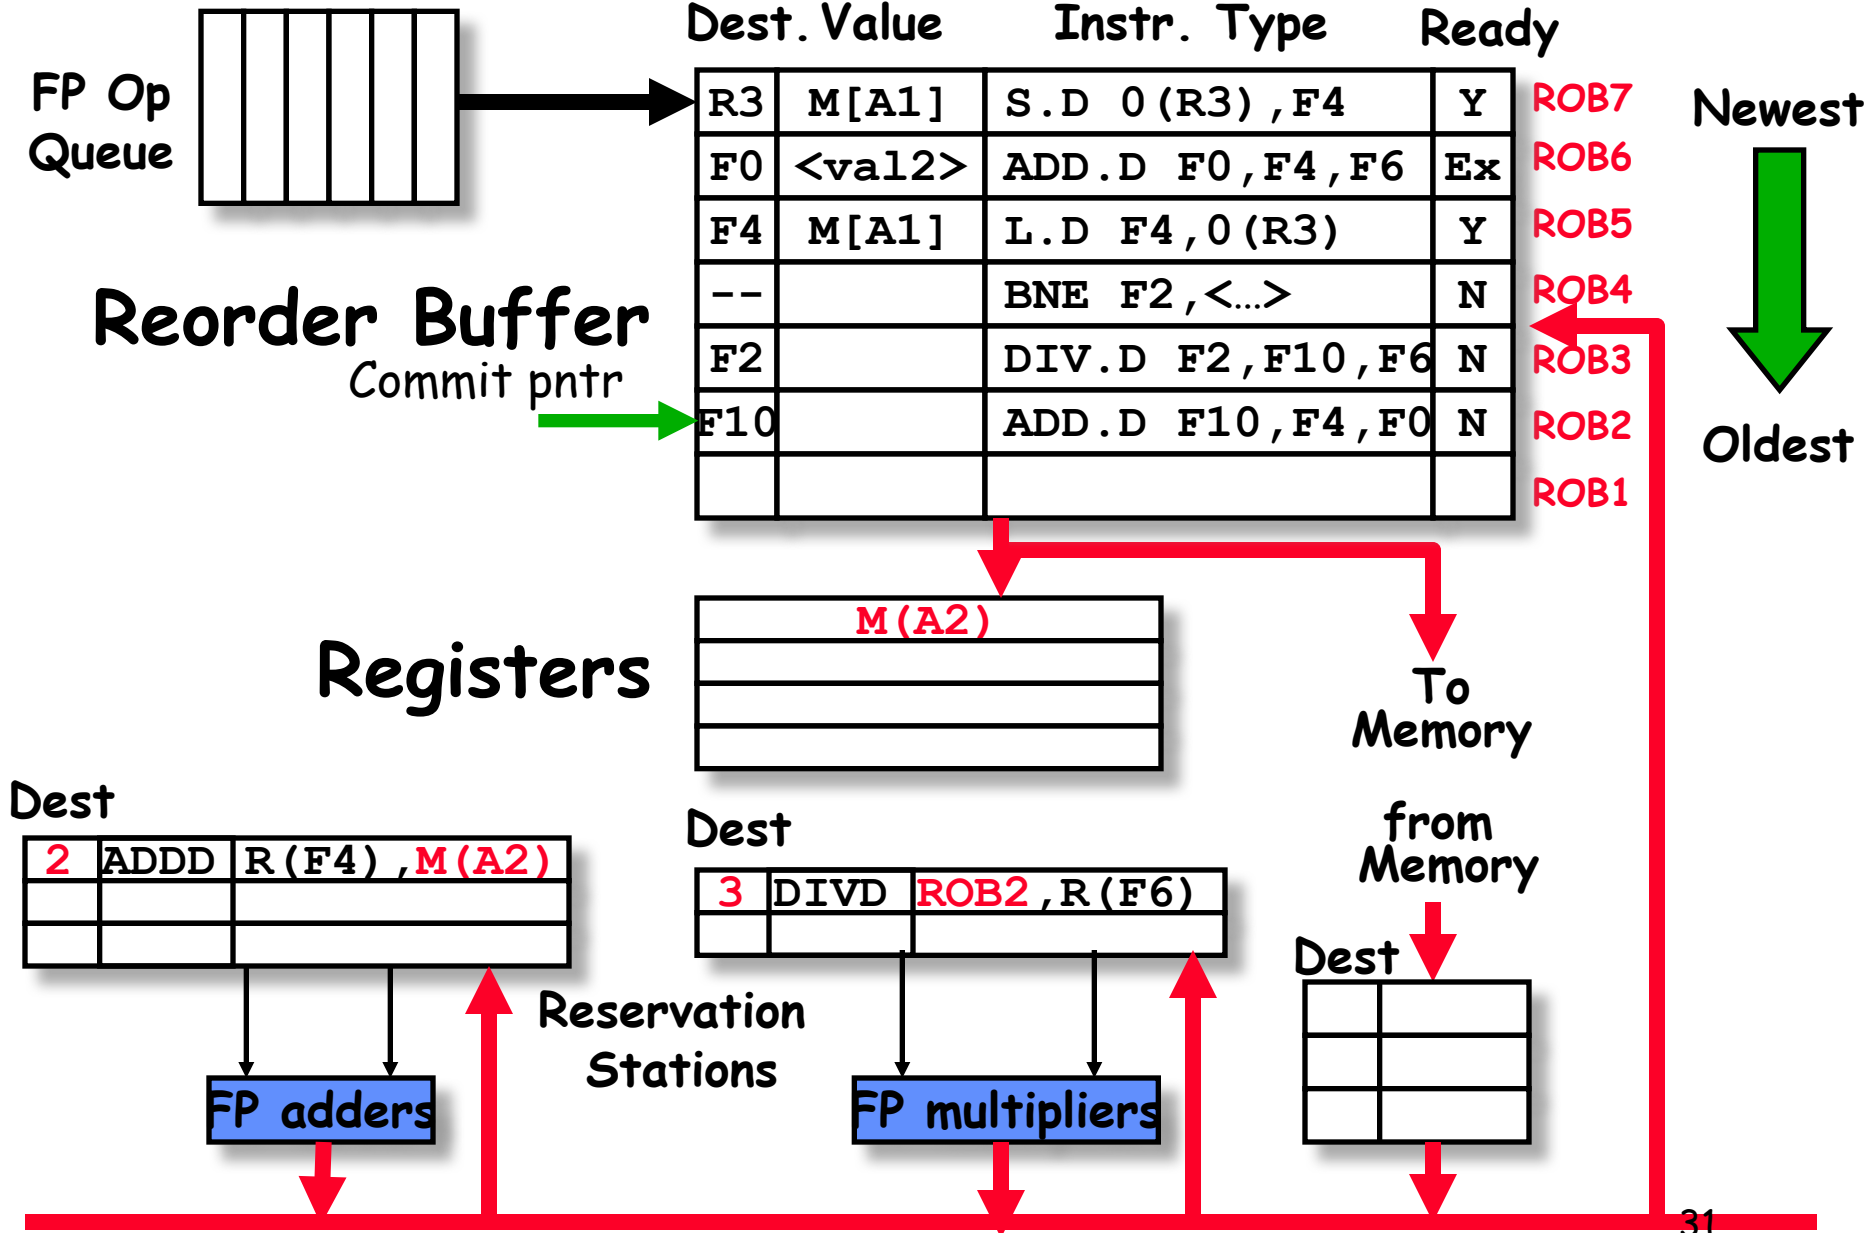 Dest. Value Instr. Type Ready
FP Op
Queue
R3 M[A1] S.D 0(R3),F4 Y ROB7
F0 <val2> ADD.D F0,F4,F6 Ex ROB6
F4 M[A1] L.D F4,0(R3) Y ROB5
-- BNE F2,<…> N ROB4
F2 DIV.D F2,F10,F6 N ROB3
F10 ADD.D F10,F4,F0 N ROB2
ROB1
Newest
Oldest
Reorder Buffer
Commit pntr
Registers
M(A2)
To
Memory
from
Memory
Dest
2 ADDD R(F4),M(A2)
Dest
3 DIVD ROB2,R(F6)
Dest
Reservation
Stations
FP adders
FP multipliers
31